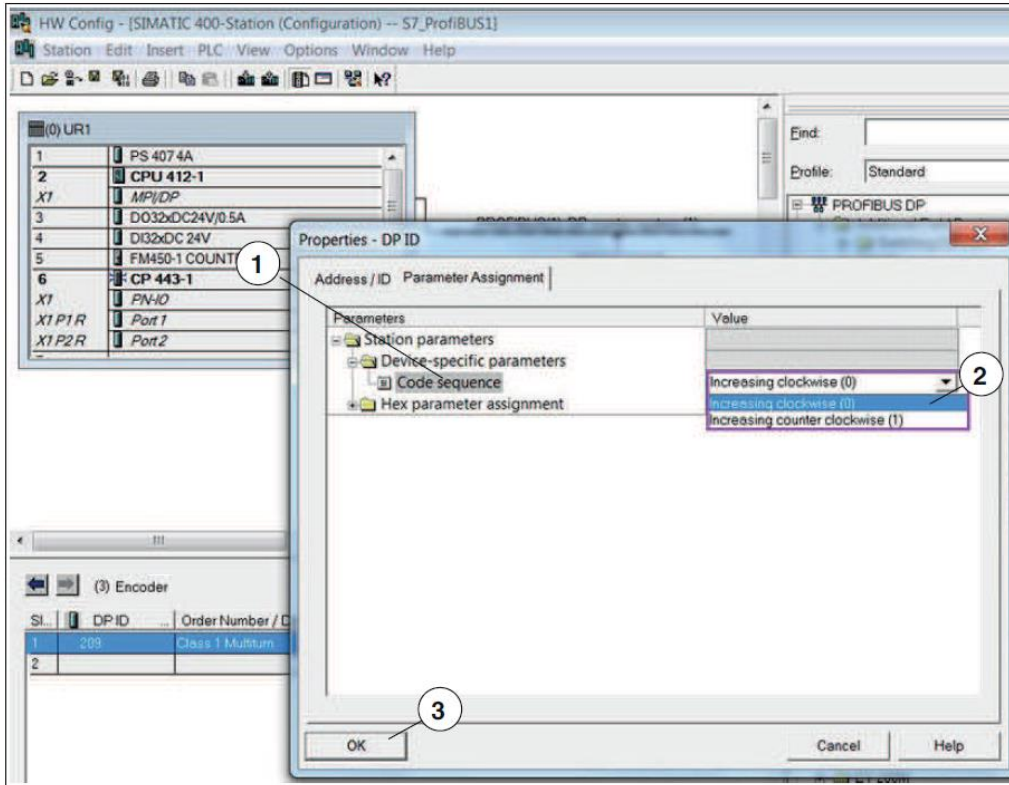 HW Config - [SIMATIC 400-Station (Configuration) -- S7_ProfiBUS1]
Station Edit Insert PLC View Options Window Help
(0) UR1
1 PS 407 4A
2 CPU 412-1
X1 MPI/DP
3 DO32xDC24V/0.5A
4 DI32xDC 24V
5 FM450-1 COUNT
6 CP 443-1
X1 PN-IO
X1 P1 R Port 1
X1 P2 R Port 2
Find:
Profile: Standard
PROFIBUS DP
1
Properties - DP ID
Address / ID Parameter Assignment
Parameters Value
Station parameters
Device-specific parameters
Code sequence Increasing clockwise (0)
2
Increasing clockwise (0)
Hex parameter assignment Increasing counter clockwise (1)
(3) Encoder
Sl... DP ID ... Order Number / D
1 209 Class 1 Multiturn
2
3
OK Cancel Help